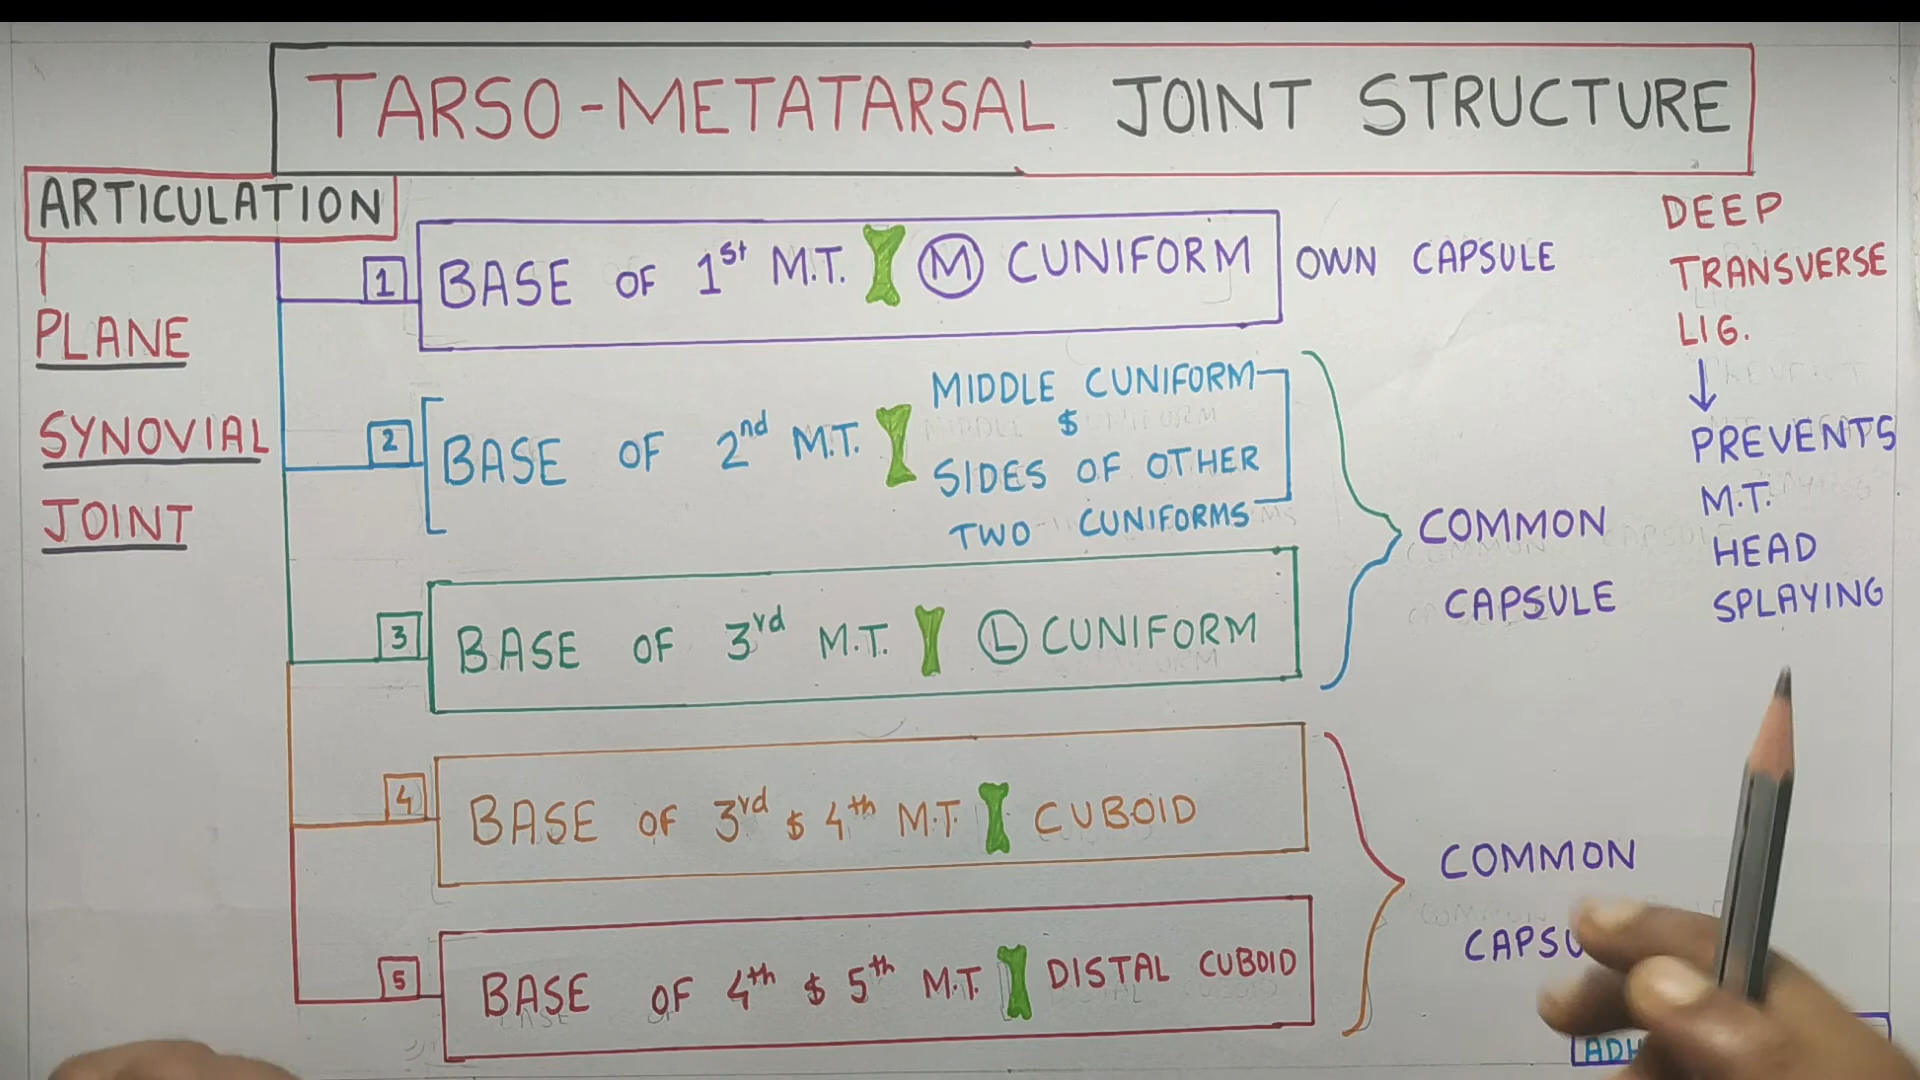 TARSO-METATARSAL JOINT STRUCTURE
ARTICULATION
PLANE
SYNOVIAL
JOINT
1 BASE OF 1st M.T. M CUNIFORM OWN CAPSULE
2 BASE OF 2nd M.T.
MIDDLE CUNIFORM
$
SIDES OF OTHER
TWO CUNIFORMS
3 BASE OF 3rd M.T. L CUNIFORM
COMMON
CAPSULE
4 BASE OF 3rd $ 4th M.T CUBOID
5 BASE OF 4th $ 5th M.T. DISTAL CUBOID
COMMON
CAPSU
DEEP
TRANSVERSE
LIG.
↓
PREVENTS
M.T.
HEAD
SPLAYING
ADH